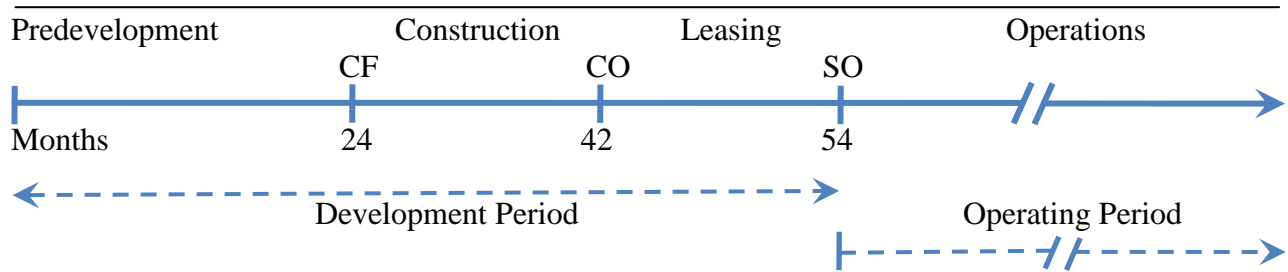 Predevelopment Construction Leasing Operations
CF CO SO
Months 24 42 54
Development Period Operating Period